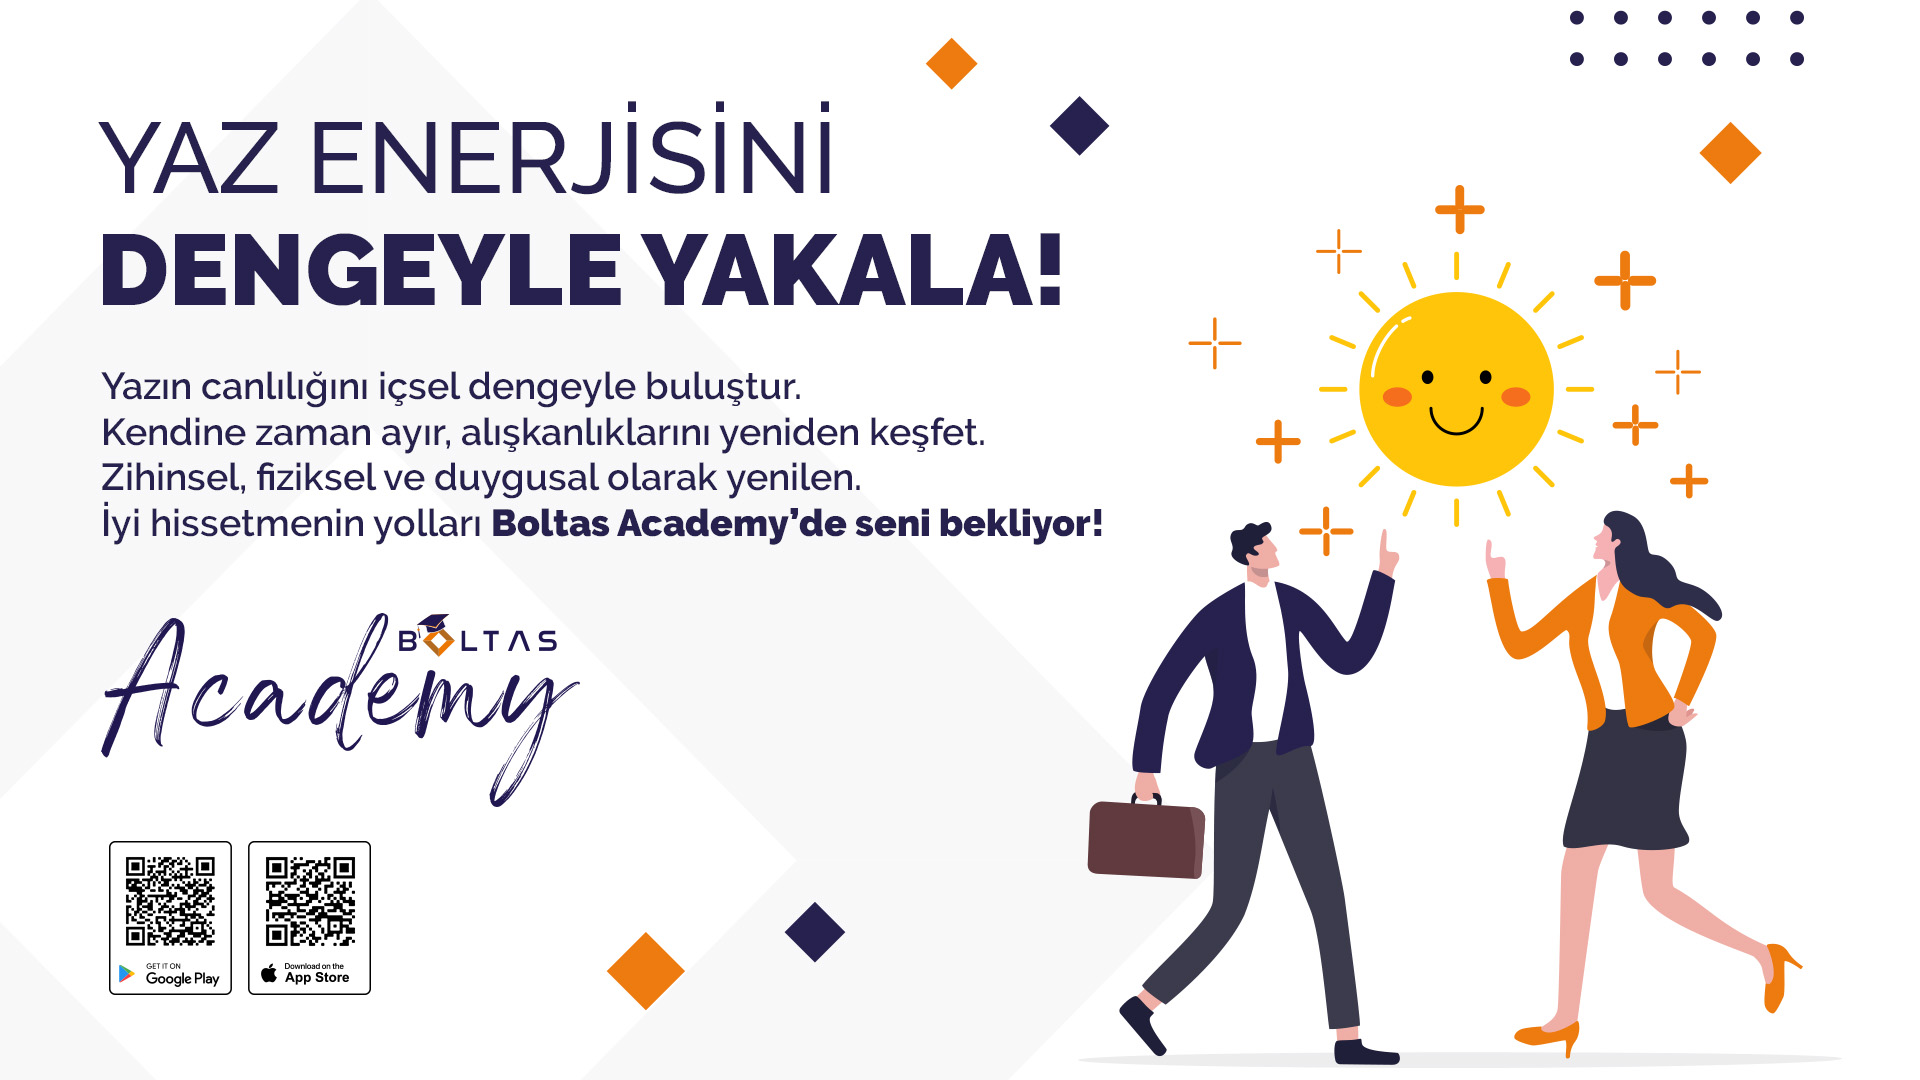 YAZ ENERJİSİNİ
DENGEYLE YAKALA!
Yazın canlılığını içsel dengeyle buluştur.
Kendine zaman ayır, alışkanlıklarını yeniden keşfet.
Zihinsel, fiziksel ve duygusal olarak yenilen.
İyi hissetmenin yolları Boltas Academy’de seni bekliyor!
BOLTAS
Academy
GET IT ON
Google Play
Download on the
App Store